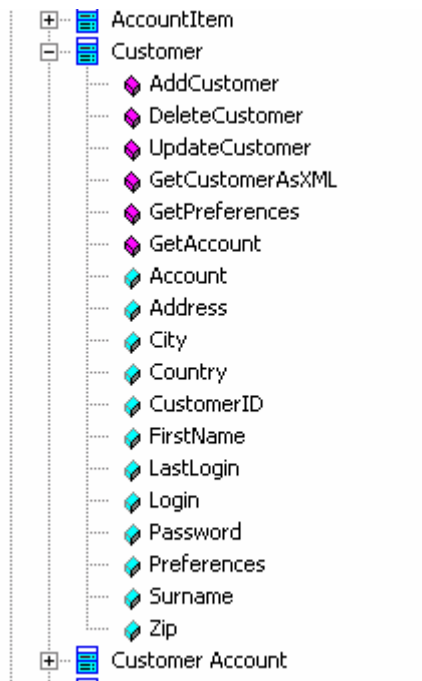 AccountItem
Customer
AddCustomer
DeleteCustomer
UpdateCustomer
GetCustomerAsXML
GetPreferences
GetAccount
Account
Address
City
Country
CustomerID
FirstName
LastLogin
Login
Password
Preferences
Surname
Zip
Customer Account